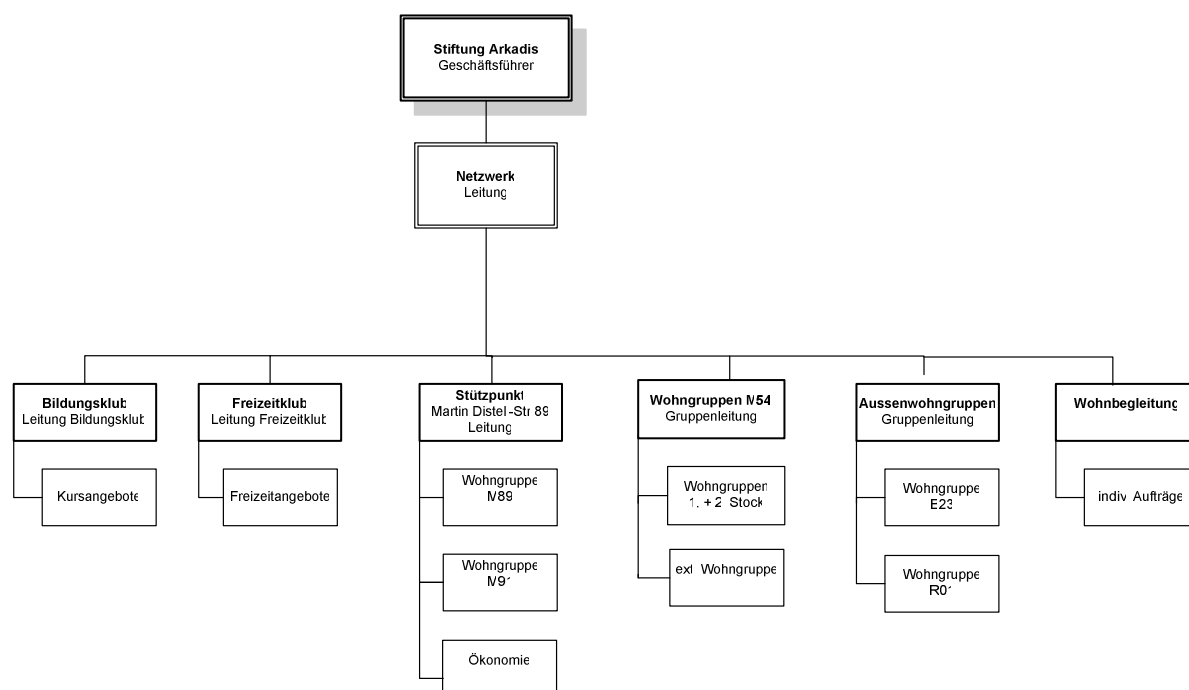 Stiftung Arkadis
Geschäftsführer
Netzwerk
Leitung
Bildungsklub
Leitung Bildungsklub
Kursangebote
Freizeitklub
Leitung Freizeitklub
Freizeitangebote
Stützpunkt
Martin Distel -Str 89
Leitung
Wohngruppe
M89
Wohngruppe
M91
Ökonomie
Wohngruppen M54
Gruppenleitung
Wohngruppen
1. + 2. Stock
ext. Wohngruppe
Aussenwohngruppen
Gruppenleitung
Wohngruppe
E23
Wohngruppe
R01
Wohnbegleitung
indiv. Aufträge